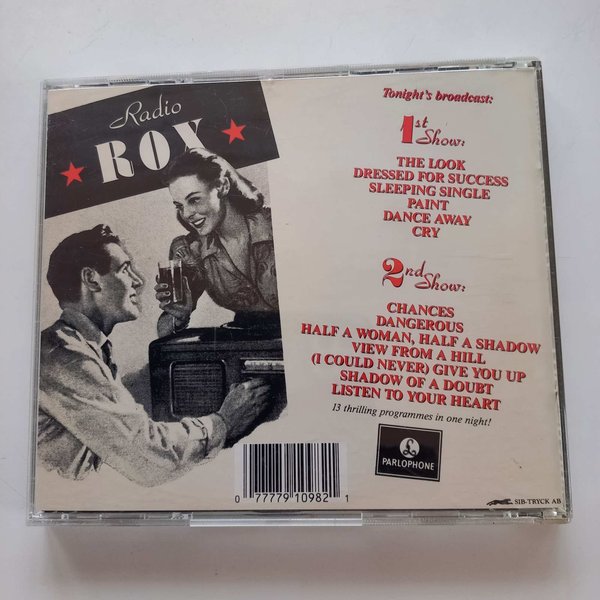 Radio
ROX
Tonight's broadcast:
1st
Show:
THE LOOK
DRESSED FOR SUCCESS
SLEEPING SINGLE
PAINT
DANCE AWAY
CRY
2nd
Show:
CHANCES
DANGEROUS
HALF A WOMAN, HALF A SHADOW
VIEW FROM A HILL
(I COULD NEVER) GIVE YOU UP
SHADOW OF A DOUBT
LISTEN TO YOUR HEART
13 thrilling programmes in one night!
PARLOPHONE
0 77779 10982 1
SIB-TRYCK AB